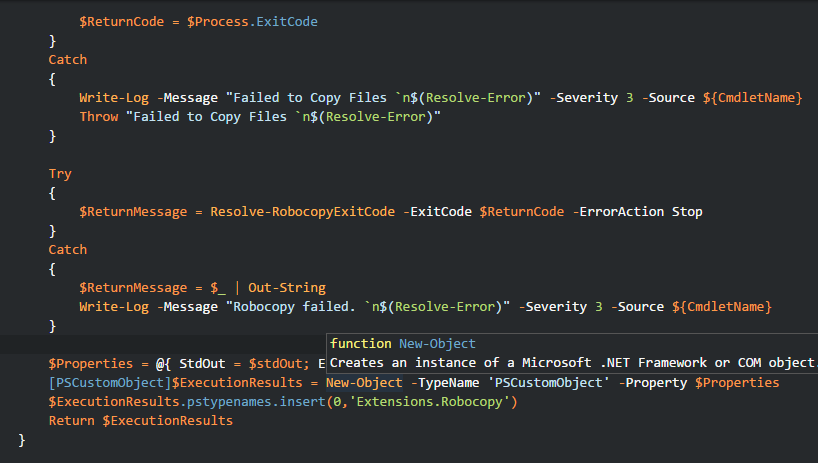 $ReturnCode = $Process.ExitCode
}
Catch
{
Write-Log -Message "Failed to Copy Files `n$(Resolve-Error)" -Severity 3 -Source ${CmdletName}
Throw "Failed to Copy Files `n$(Resolve-Error)"
}
Try
{
$ReturnMessage = Resolve-RobocopyExitCode -ExitCode $ReturnCode -ErrorAction Stop
}
Catch
{
$ReturnMessage = $_ | Out-String
Write-Log -Message "Robocopy failed. `n$(Resolve-Error)" -Severity 3 -Source ${CmdletName}
}
function New-Object
$Properties = @{ StdOut = $stdOut; E
Creates an instance of a Microsoft .NET Framework or COM object.
[PSCustomObject]$ExecutionResults = New-Object -TypeName 'PSCustomObject' -Property $Properties
$ExecutionResults.pstypenames.insert(0,'Extensions.Robocopy')
Return $ExecutionResults
}